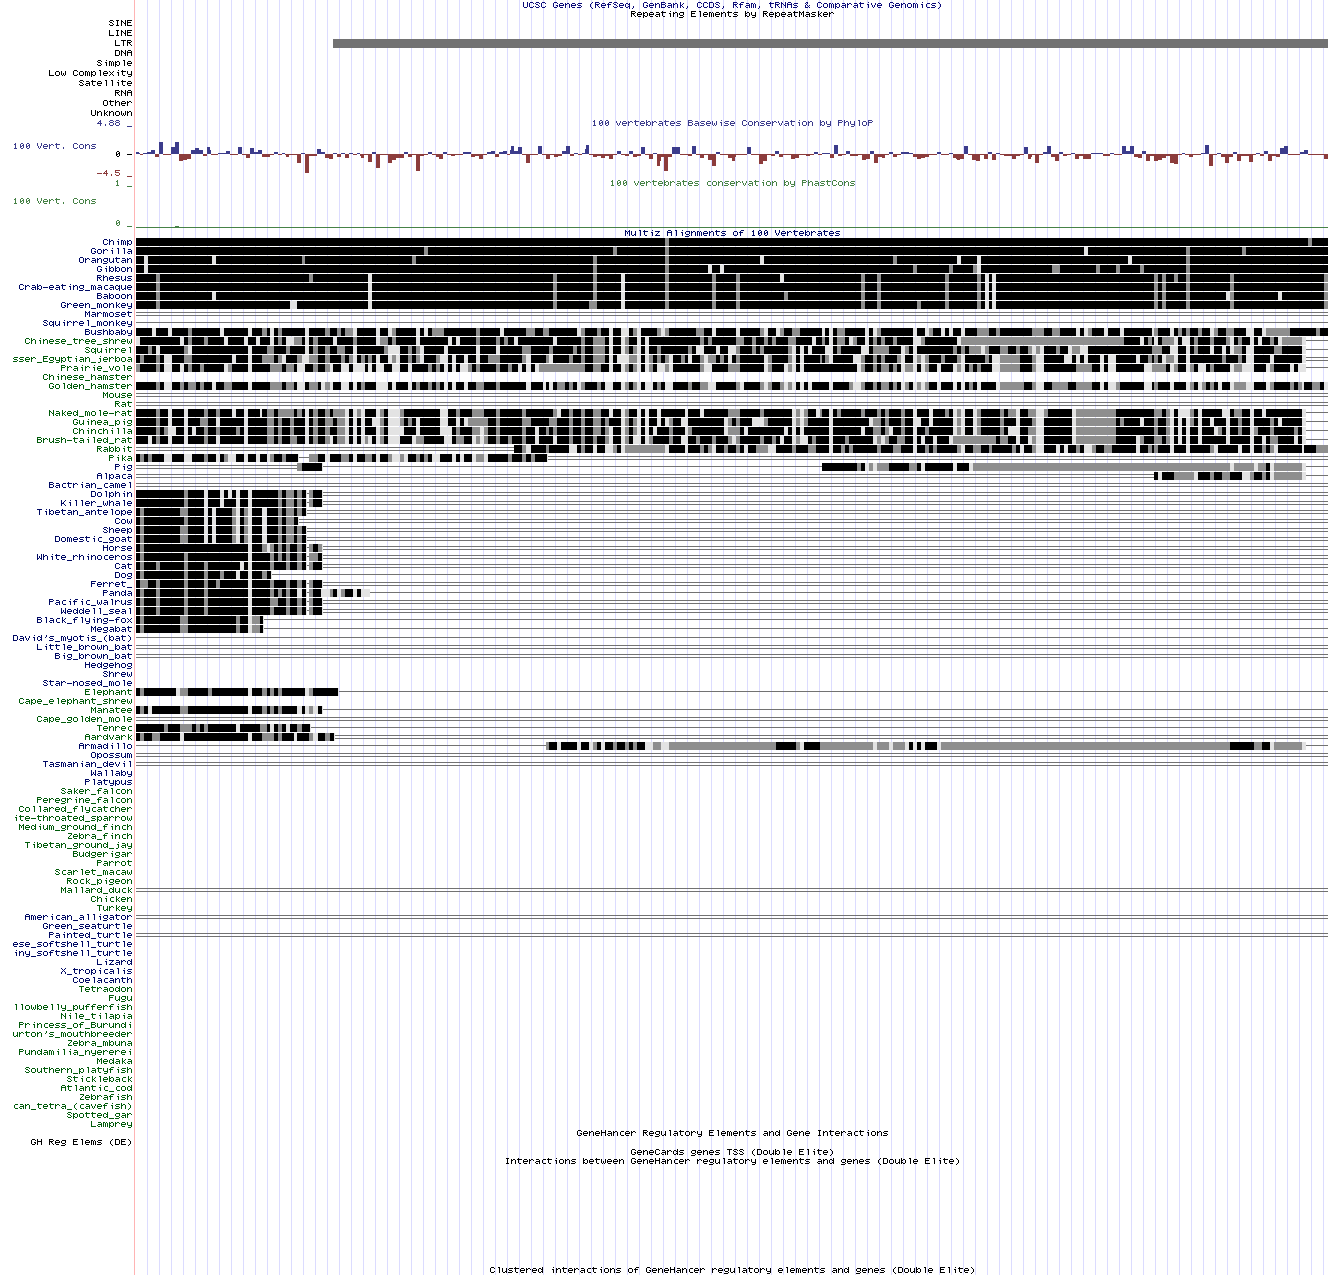 UCSC Genes (RefSeq, GenBank, CCDS, Rfam, tRNAs & Comparative Genomics)
Repeating Elements by RepeatMasker
SINE
LINE
LTR
DNA
Simple
Low Complexity
Satellite
RNA
Other
Unknown
4.88 _
100 vertebrates Basewise Conservation by PhyloP
100 Vert. Cons
0 _
-4.5 _
1 _
100 vertebrates conservation by PhastCons
100 Vert. Cons
0 _
Multiz Alignments of 100 Vertebrates
Chimp
Gorilla
Orangutan
Gibbon
Rhesus
Crab-eating_macaque
Baboon
Green_monkey
Marmoset
Squirrel_monkey
Bushbaby
Chinese_tree_shrew
Squirrel
sser_Egyptian_jerboa
Prairie_vole
Chinese_hamster
Golden_hamster
Mouse
Rat
Naked_mole-rat
Guinea_pig
Chinchilla
Brush-tailed_rat
Rabbit
Pika
Pig
Alpaca
Bactrian_camel
Dolphin
Killer_whale
Tibetan_antelope
Cow
Sheep
Domestic_goat
Horse
White_rhinoceros
Cat
Dog
Ferret_
Panda
Pacific_walrus
Weddell_seal
Black_flying-fox
Megabat
David's_myotis_(bat)
Little_brown_bat
Big_brown_bat
Hedgehog
Shrew
Star-nosed_mole
Elephant
Cape_elephant_shrew
Manatee
Cape_golden_mole
Tenrec
Aardvark
Armadillo
Opossum
Tasmanian_devil
Wallaby
Platypus
Saker_falcon
Peregrine_falcon
Collared_flycatcher
ite-throated_sparrow
Medium_ground_finch
Zebra_finch
Tibetan_ground_jay
Budgerigar
Parrot
Scarlet_macaw
Rock_pigeon
Mallard_duck
Chicken
Turkey
American_alligator
Green_seaturtle
Painted_turtle
ese_softshell_turtle
iny_softshell_turtle
Lizard
X_tropicalis
Coelacanth
Tetraodon
Fugu
llowbelly_pufferfish
Nile_tilapia
Princess_of_Burundi
urton's_mouthbreeder
Zebra_mbuna
Pundamilia_nyererei
Medaka
Southern_platyfish
Stickleback
Atlantic_cod
Zebrafish
can_tetra_(cavefish)
Spotted_gar
Lamprey
GeneHancer Regulatory Elements and Gene Interactions
GH Reg Elems (DE)
GeneCards genes TSS (Double Elite)
Interactions between GeneHancer regulatory elements and genes (Double Elite)
Clustered interactions of GeneHancer regulatory elements and genes (Double Elite)